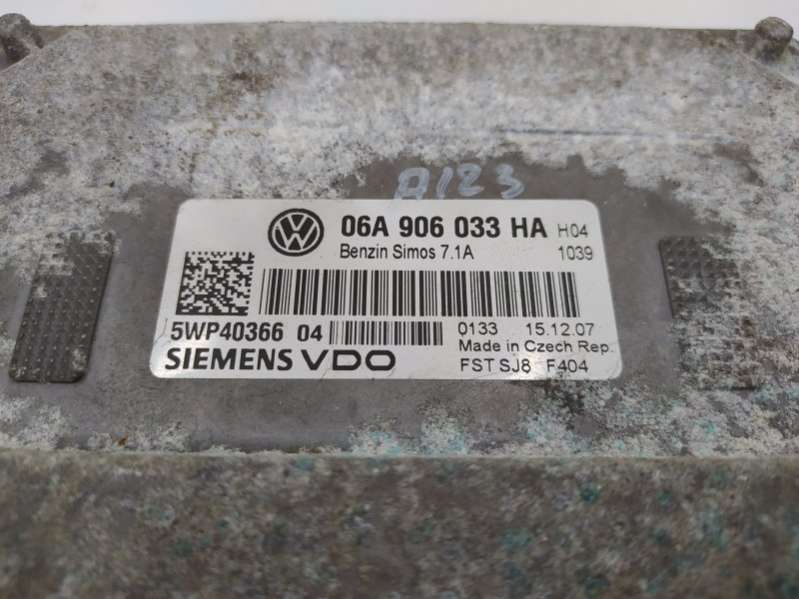 A123
06A 906 033 HA H04
Benzin Simos 7.1A 1039
5WP40366 04 0133 15.12.07
Made in Czech Rep.
SIEMENS VDO FST SJ8 F404